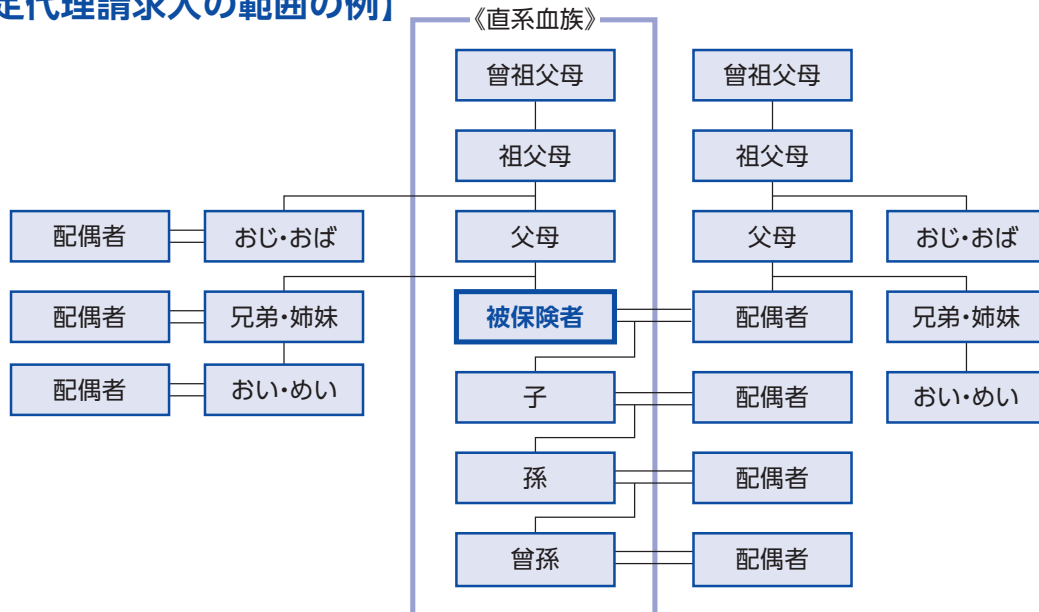 定代理請求人の範囲の例】
《直系血族》
曾祖父母 曾祖父母
祖父母 祖父母
配偶者 おじ・おば 父母 父母 おじ・おば
配偶者 兄弟・姉妹 被保険者 配偶者 兄弟・姉妹
配偶者 おい・めい 子 配偶者 おい・めい
孫 配偶者
曾孫 配偶者